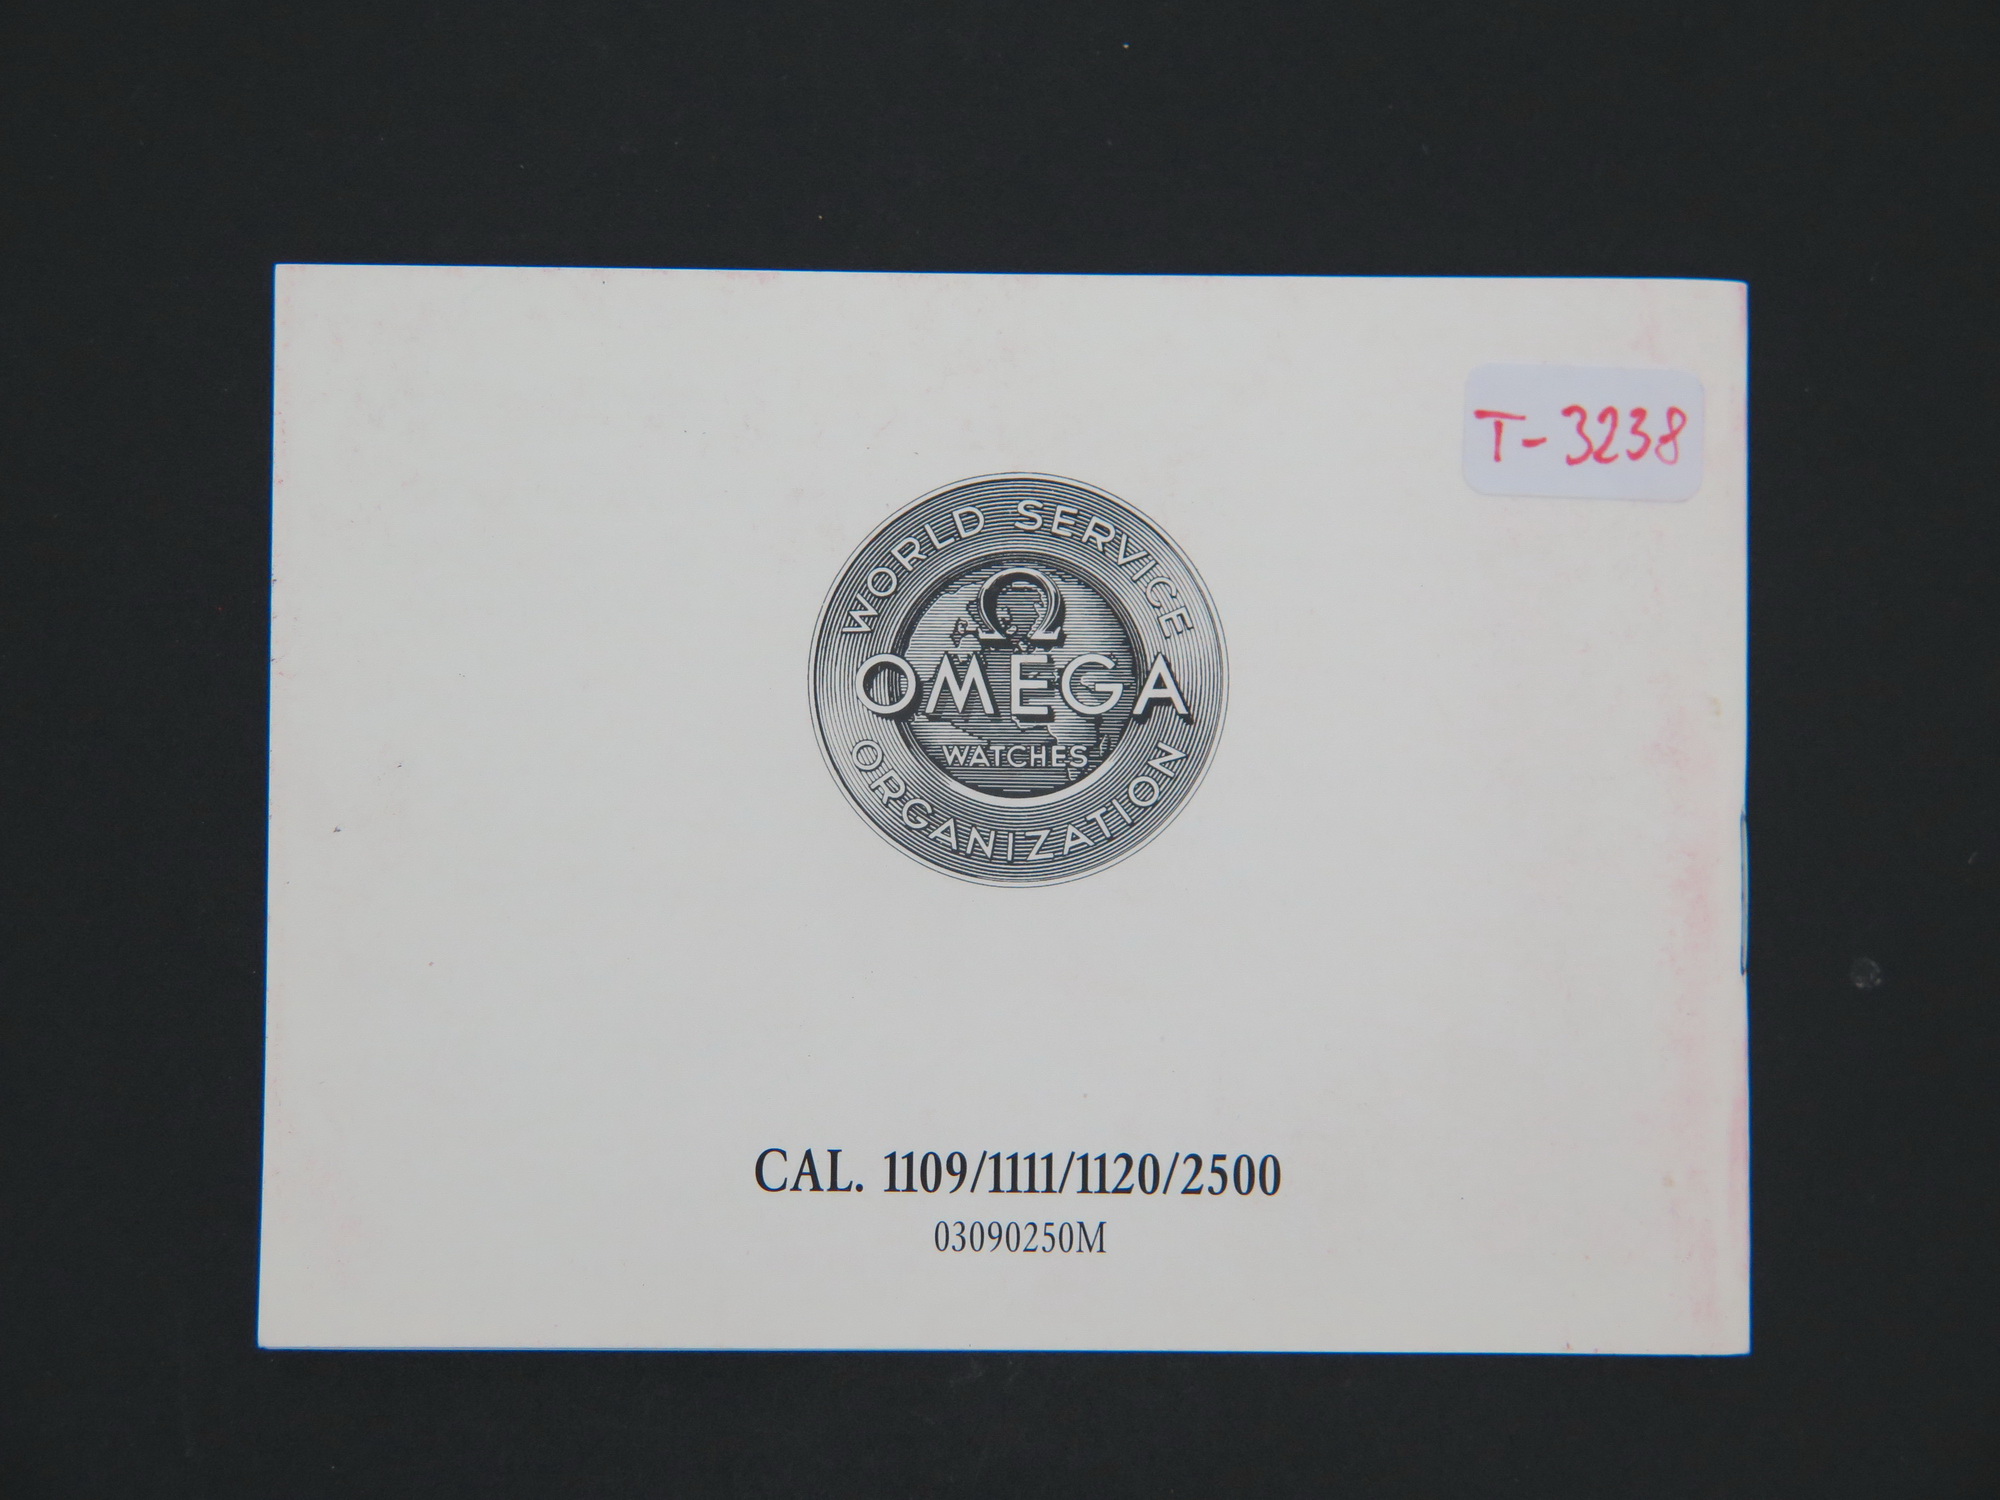 T-3238
WORLD SERVICE
Ω
OMEGA
WATCHES
ORGANIZATION
CAL. 1109/1111/1120/2500
03090250M